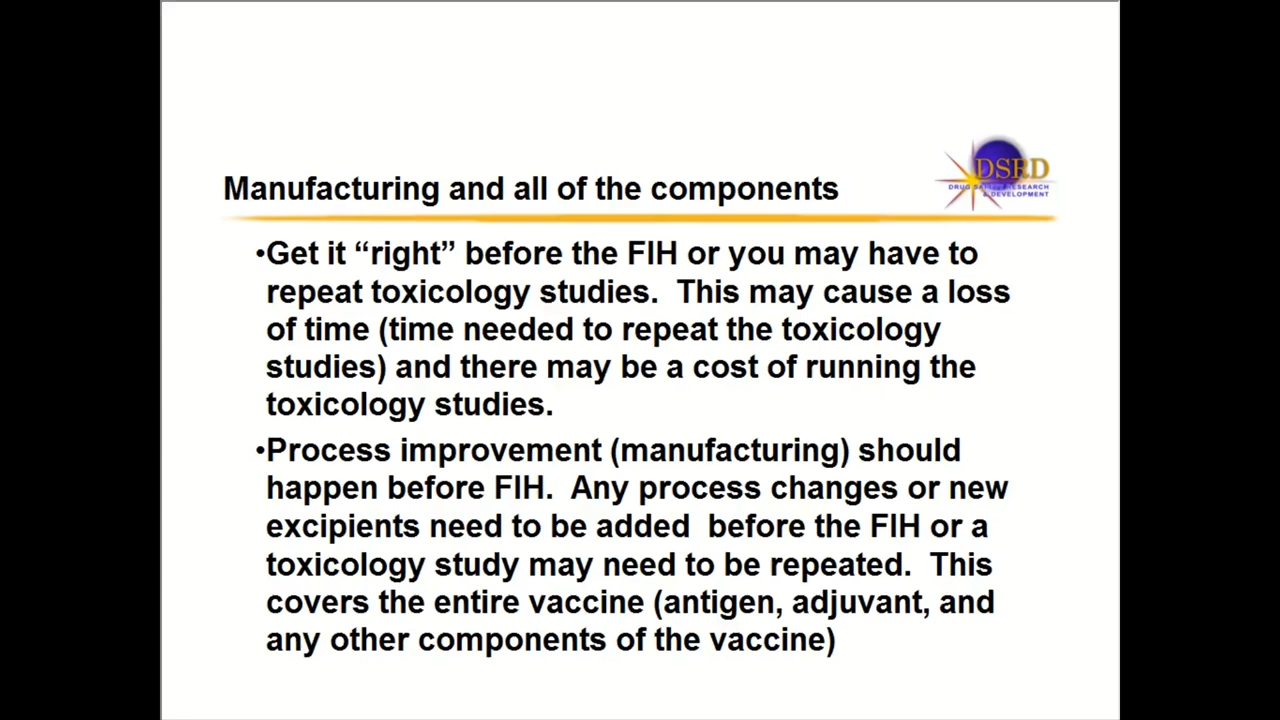 DSRD
DRUG SAFETY RESEARCH
& DEVELOPMENT
Manufacturing and all of the components
•Get it “right” before the FIH or you may have to
repeat toxicology studies.  This may cause a loss
of time (time needed to repeat the toxicology
studies) and there may be a cost of running the
toxicology studies.
•Process improvement (manufacturing) should
happen before FIH.  Any process changes or new
excipients need to be added  before the FIH or a
toxicology study may need to be repeated.  This
covers the entire vaccine (antigen, adjuvant, and
any other components of the vaccine)